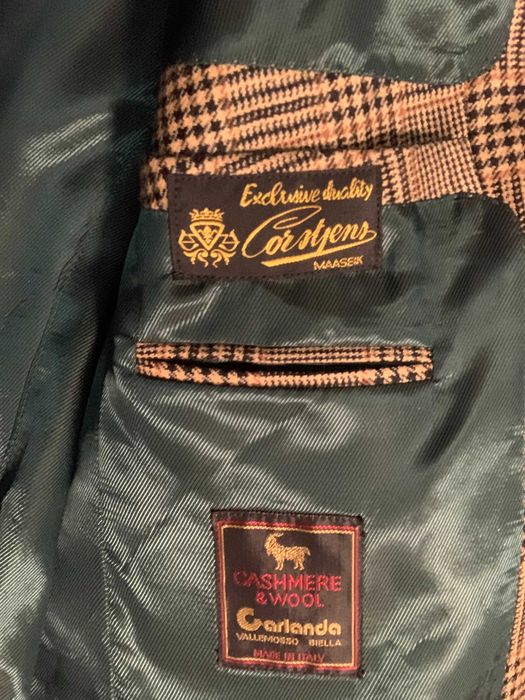 Exclusive Quality
Corstjens
MAASEIK
CASHMERE
& WOOL
Garlanda
VALLEMOSSO BIELLA
MADE IN ITALY